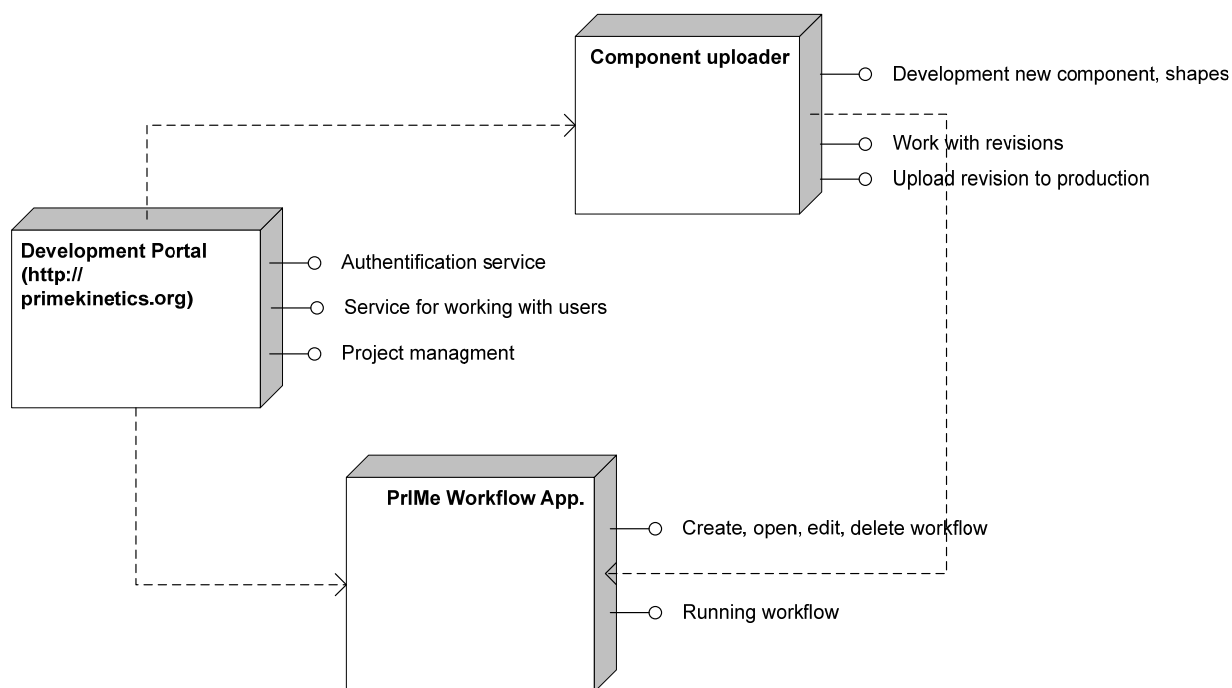 Component uploader
Development new component, shapes
Work with revisions
Upload revision to production
Development Portal
(http://
primekinetics.org)
Authentification service
Service for working with users
Project managment
PrIMe Workflow App.
Create, open, edit, delete workflow
Running workflow